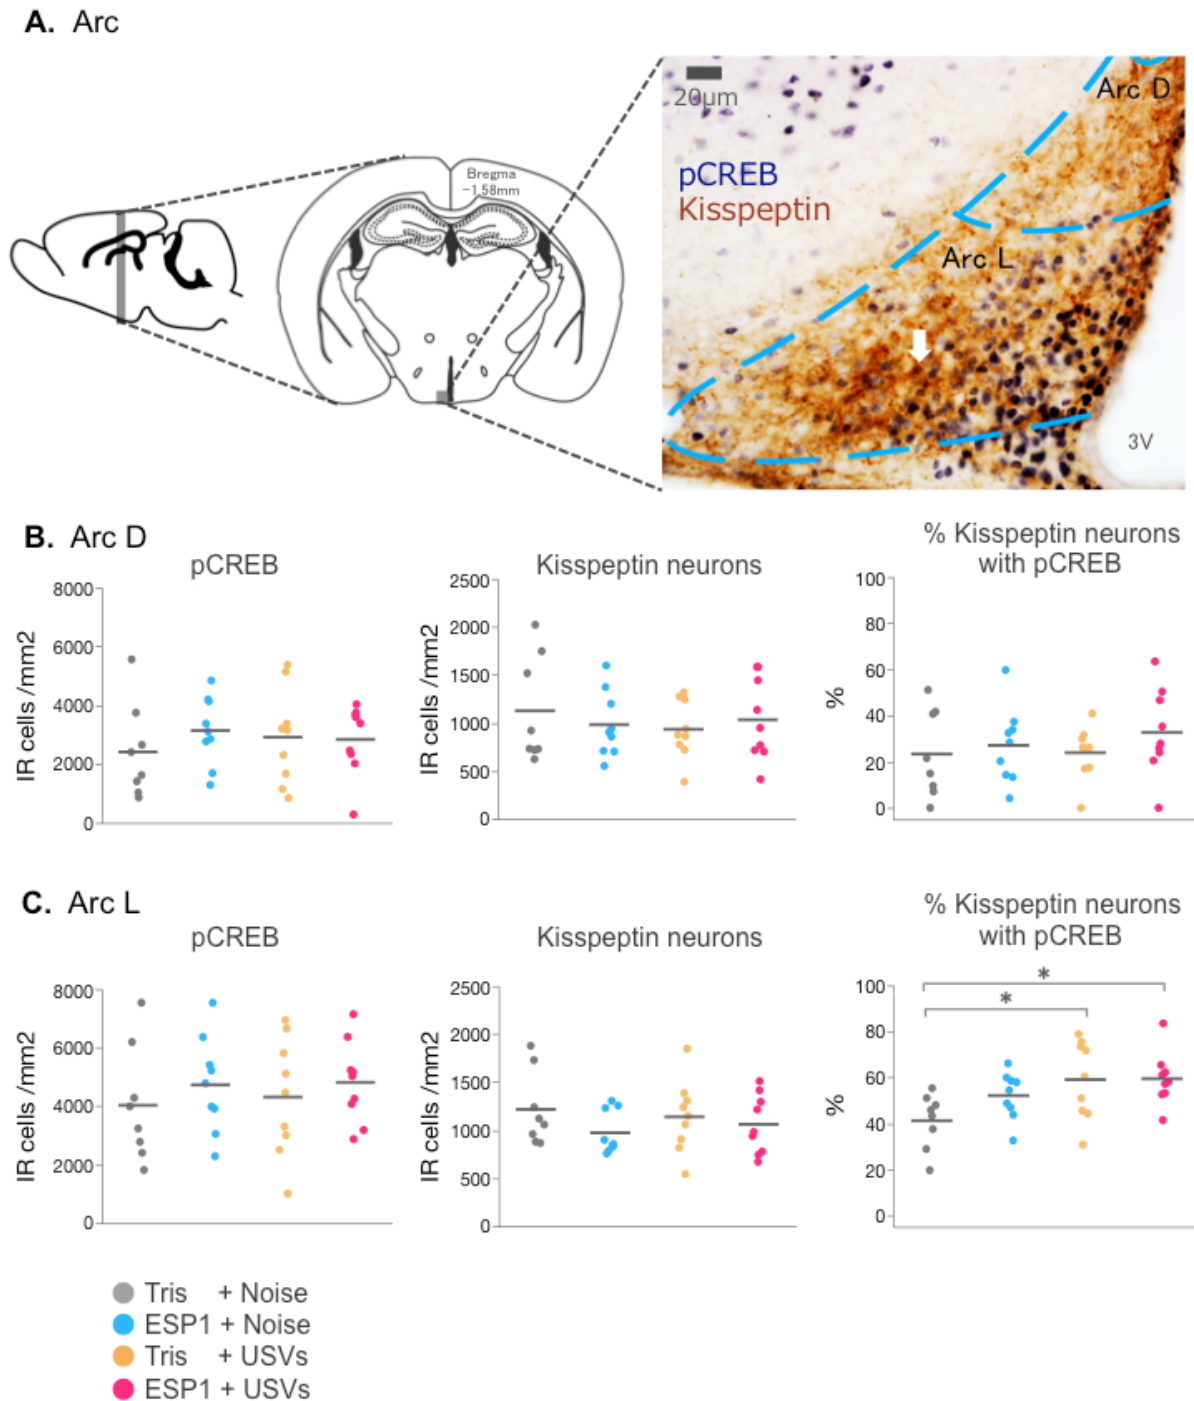 A. Arc
Bregma
-1.58mm
20μm
pCREB
Kisspeptin
Arc D
Arc L
3V
B. Arc D
pCREB
IR cells /mm2
8000
6000
4000
2000
0
Kisspeptin neurons
IR cells /mm2
2500
2000
1500
1000
500
0
% Kisspeptin neurons
with pCREB
%
100
80
60
40
20
0
C. Arc L
pCREB
IR cells /mm2
8000
6000
4000
2000
0
Kisspeptin neurons
IR cells /mm2
2500
2000
1500
1000
500
0
% Kisspeptin neurons
with pCREB
%
100
80
60
40
20
0
*
*
Tris + Noise
ESP1 + Noise
Tris + USVs
ESP1 + USVs